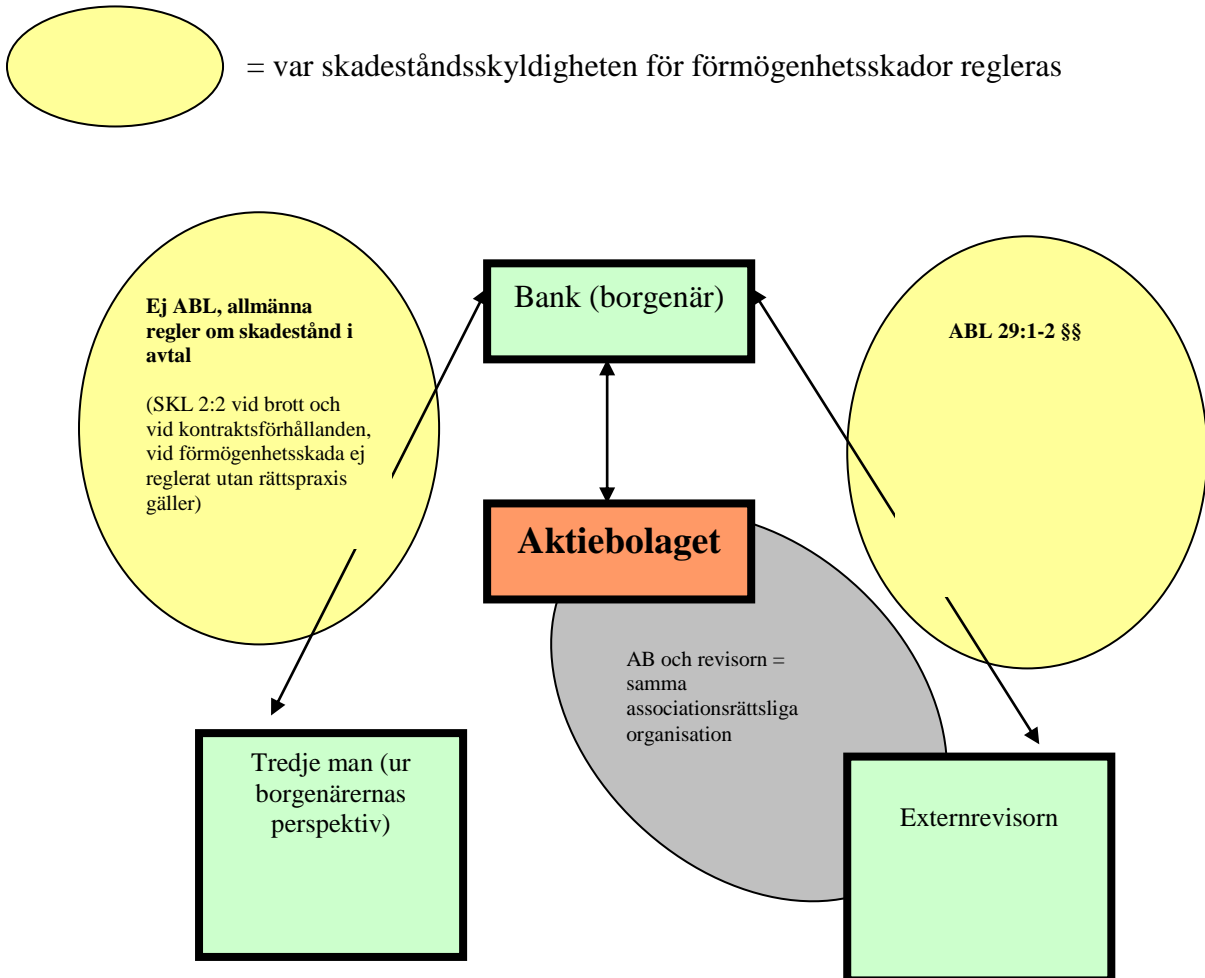 = var skadeståndsskyldigheten för förmögenhetsskador regleras
Ej ABL, allmänna
regler om skadestånd i
avtal
(SKL 2:2 vid brott och
vid kontraktsförhållanden,
vid förmögenhetsskada ej
reglerat utan rättspraxis
gäller)
Bank (borgenär)
ABL 29:1-2 §§
Aktiebolaget
AB och revisorn =
samma
associationsrättsliga
organisation
Tredje man (ur
borgenärernas
perspektiv)
Externrevisorn